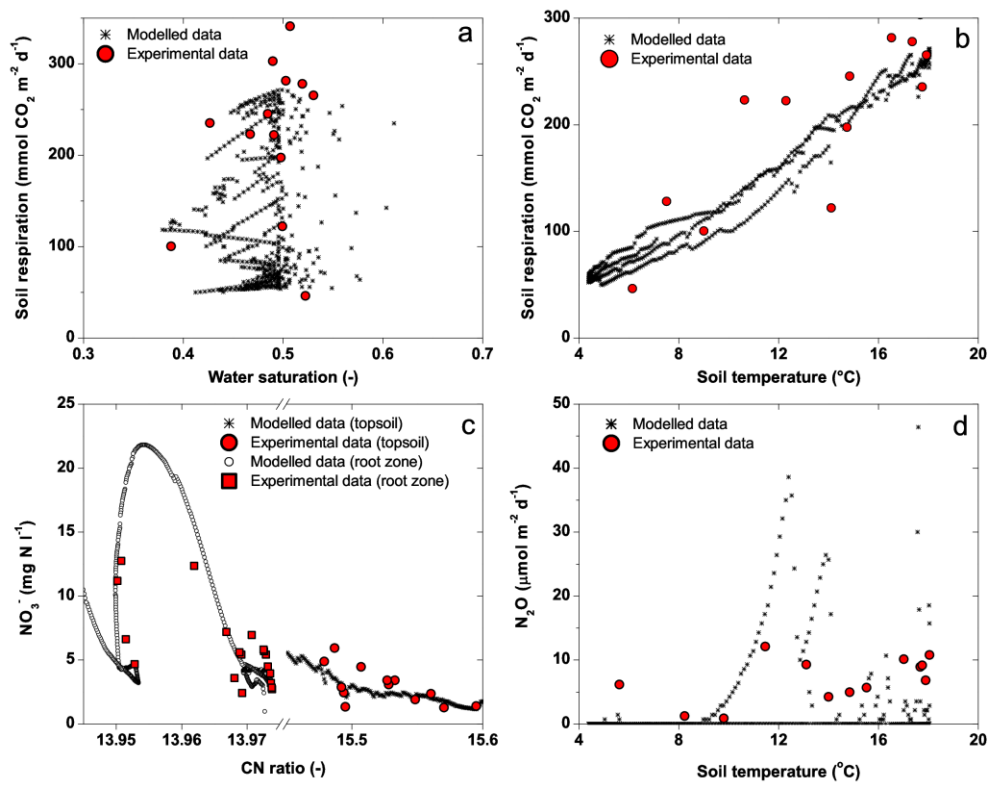 a
Modelled data
Experimental data
350
300
250
200
150
100
50
0
0.3 0.4 0.5 0.6 0.7
Water saturation (-)
Soil respiration (mmol CO₂ m⁻² d⁻¹)
b
Modelled data
Experimental data
300
200
100
0
4 8 12 16 20
Soil temperature (°C)
Soil respiration (mmol CO₂ m⁻² d⁻¹)
c
Modelled data (topsoil)
Experimental data (topsoil)
Modelled data (root zone)
Experimental data (root zone)
25
20
15
10
5
0
13.95 13.96 13.97 15.5 15.6
CN ratio (-)
NO₃⁻ (mg N l⁻¹)
d
Modelled data
Experimental data
50
40
30
20
10
0
4 8 12 16 20
Soil temperature (°C)
N₂O (μmol m⁻² d⁻¹)